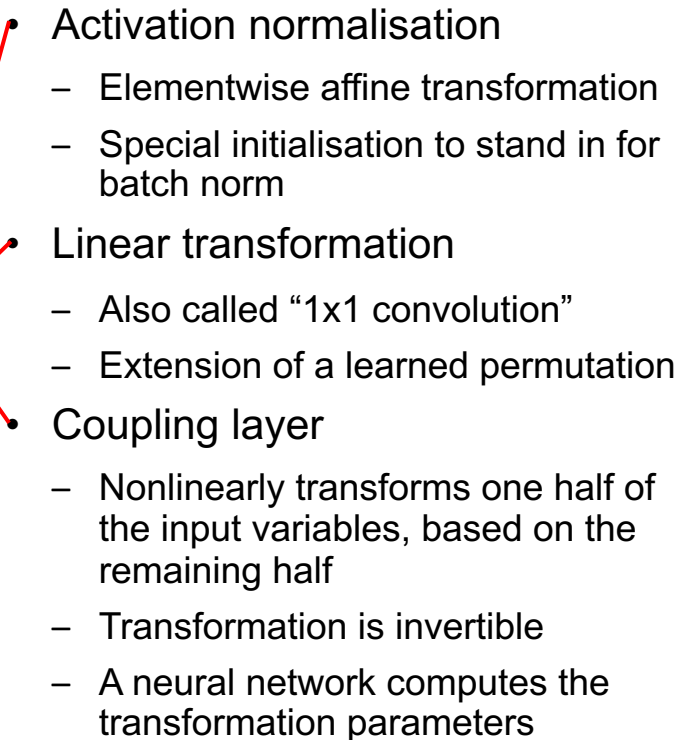 • Activation normalisation
– Elementwise affine transformation
– Special initialisation to stand in for
batch norm
• Linear transformation
– Also called “1x1 convolution”
– Extension of a learned permutation
• Coupling layer
– Nonlinearly transforms one half of
the input variables, based on the
remaining half
– Transformation is invertible
– A neural network computes the
transformation parameters